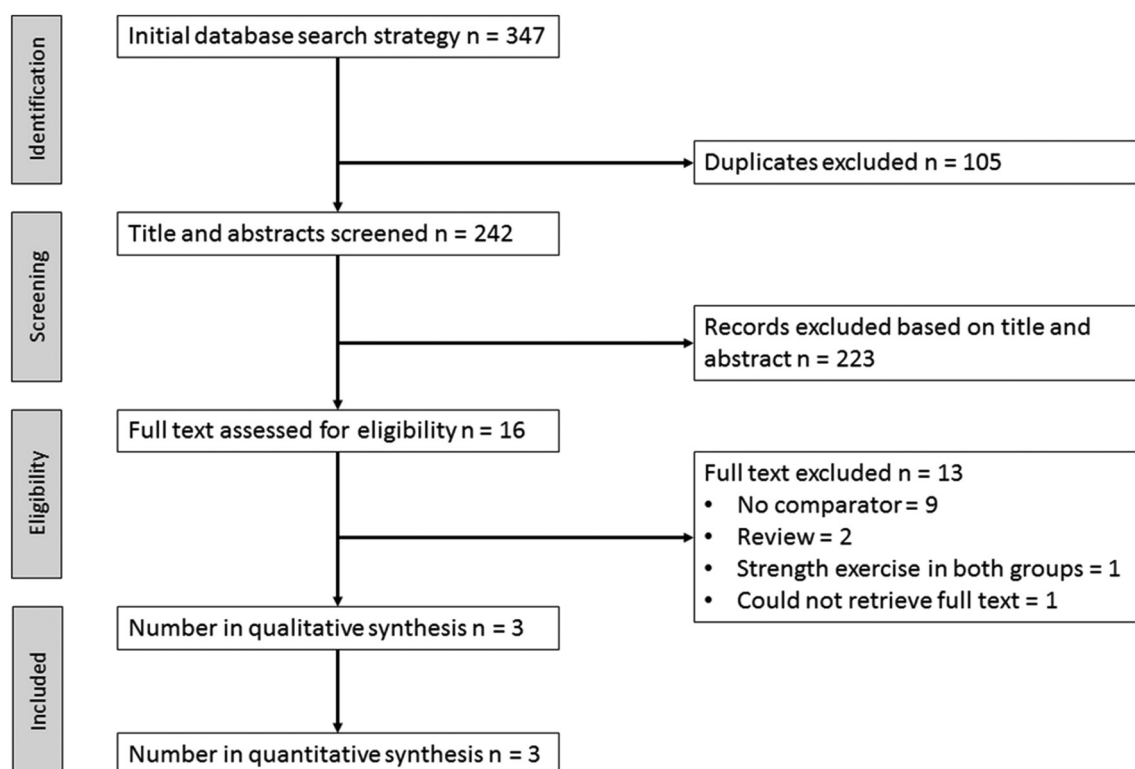 Identification
Initial database search strategy n = 347
Duplicates excluded n = 105
Screening
Title and abstracts screened n = 242
Records excluded based on title and
abstract n = 223
Eligibility
Full text assessed for eligibility n = 16
Full text excluded n = 13
• No comparator = 9
• Review = 2
• Strength exercise in both groups = 1
• Could not retrieve full text = 1
Included
Number in qualitative synthesis n = 3
Number in quantitative synthesis n = 3